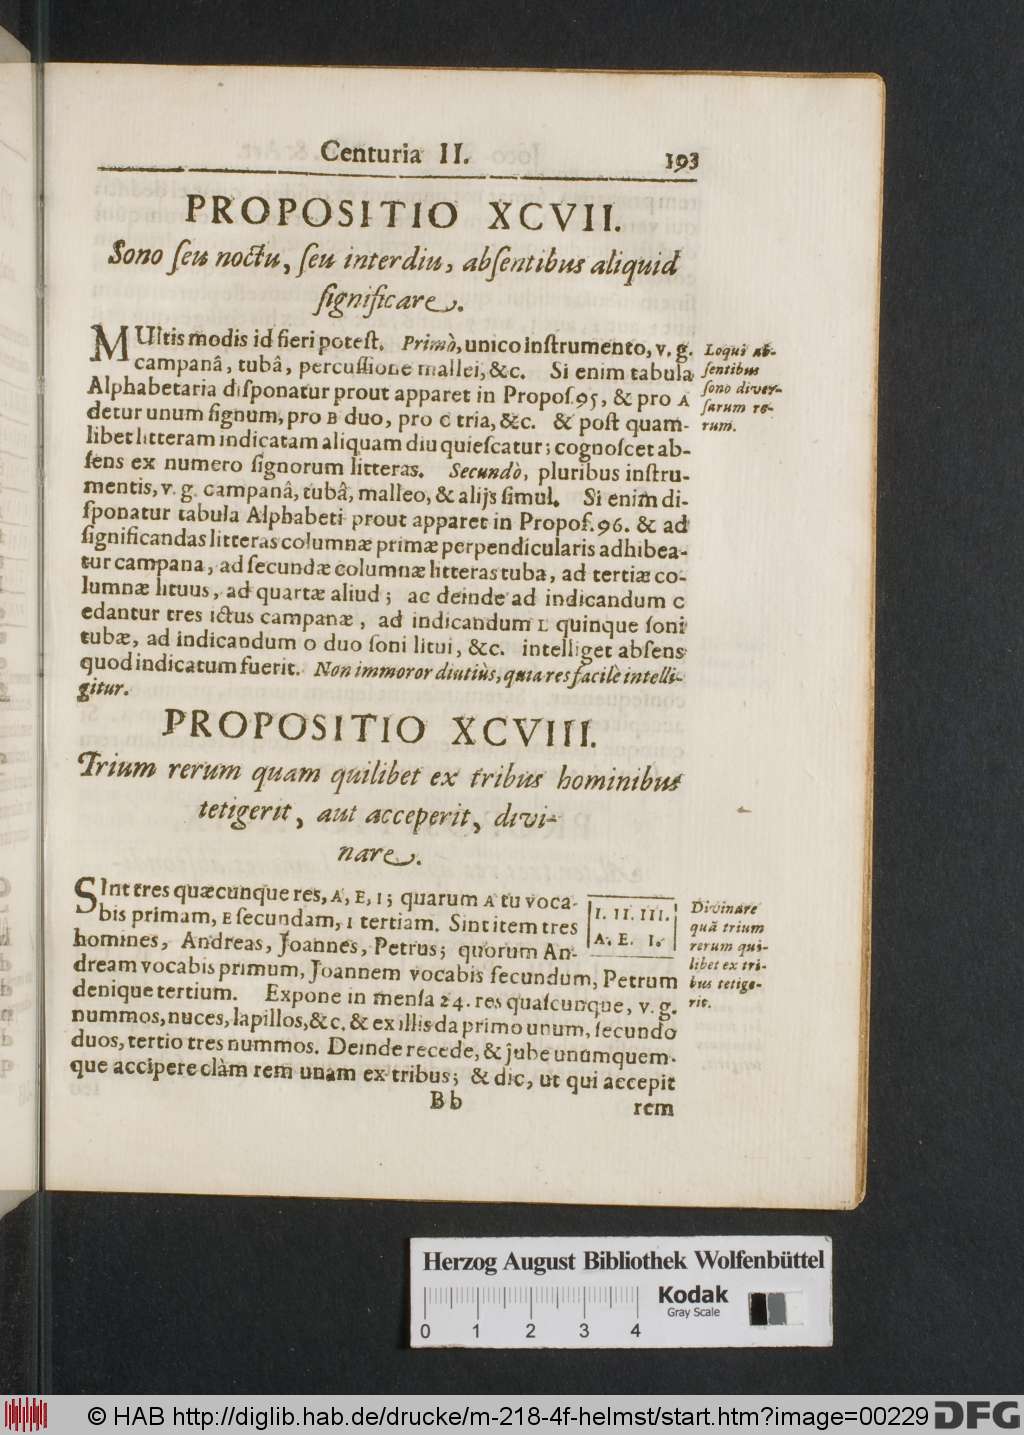 Centuria II. 193
PROPOSITIO XCVII.
Sono ſeu noctu, ſeu interdiu, abſentibus aliquid
ſignificare.
MUltis modis id fieri poteſt. Primò, unico inſtrumento, v. g.
campanâ, tubâ, percuſſione mallei, &c. Si enim tabula
Alphabetaria diſponatur prout apparet in Propoſ. 95, & pro A
detur unum ſignum, pro B duo, pro C tria, &c. & poſt quam-
libet litteram indicatam aliquam diu quieſcatur; cognoſcet ab-
ſens ex numero ſignorum litteras. Secundò, pluribus inſtru-
mentis, v. g. campanâ, tubâ, malleo, & alijs ſimul. Si enim di-
ſponatur tabula Alphabeti prout apparet in Propoſ. 96. & ad
ſignificandas litteras columnæ primæ perpendicularis adhibea-
tur campana, ad ſecundæ columnæ litteras tuba, ad tertiæ co-
lumnæ lituus, ad quartæ aliud; ac deinde ad indicandum C
edantur tres ictus campanæ, ad indicandum L quinque ſoni
tubæ, ad indicandum O duo ſoni litui, &c. intelliget abſens
quod indicatum fuerit. Non immoror diutiùs, quia res facilè intelli-
gitur.
Loqui ab-
ſentibus
ſono diver-
ſarum re-
rum.
PROPOSITIO XCVIII.
Trium rerum quam quilibet ex tribus hominibus
tetigerit, aut acceperit, divi-
nare.
SInt tres quæcunque res, A, E, I; quarum A tu voca-
bis primam, E ſecundam, I tertiam. Sint item tres
homines, Andreas, Joannes, Petrus; quorum An-
dream vocabis primum, Joannem vocabis ſecundum, Petrum
denique tertium. Expone in menſa 24. res quaſcunque, v. g.
nummos, nuces, lapillos, &c. & ex illis da primo unum, ſecundo
duos, tertio tres nummos. Deinde recede, & jube unumquem-
que accipere clàm rem unam ex tribus; & dic, ut qui accepit
I. II. III.
A. E. I.
Divinare
quã trium
rerum qui-
libet ex tri-
bus tetige-
rit.
Bb rem
Herzog August Bibliothek Wolfenbüttel
0 1 2 3 4
Kodak
Gray Scale
© HAB http://diglib.hab.de/drucke/m-218-4f-helmst/start.htm?image=00229 DFG